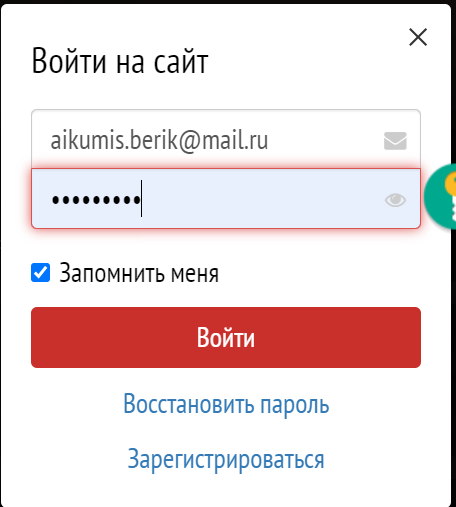 Войти на сайт
aikumis.berik@mail.ru
•••••••••
Запомнить меня
Войти
Восстановить пароль
Зарегистрироваться